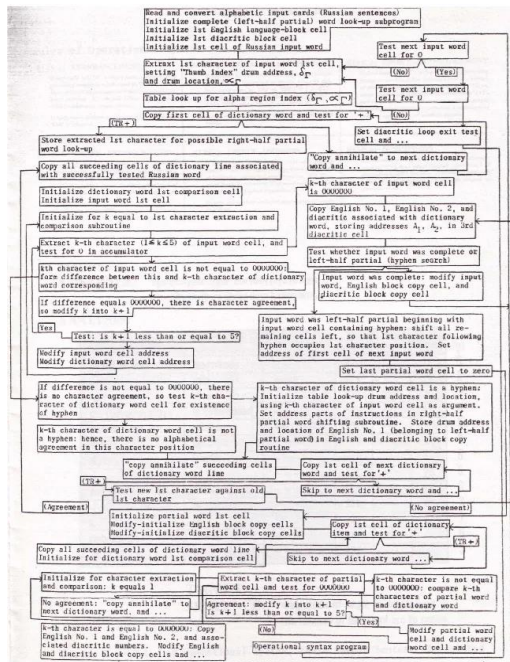 Read and convert alphabetic input cards (Russian sentences)
Initialize complete (left-half partial) word look-up subprogram
Initialize 1st English language-block cell
Initialize 1st diacritic block cell
Initialize 1st cell of Russian input word
Test next input word
cell for 0
(No) (Yes)
Extraxt 1st character of input word 1st cell,
setting "Thumb index" drum address, δΓ
and drum location, αΓ
Test next input word
cell for 0
(No)
Table look up for alpha region index (δΓ, αΓ)
Copy first cell of dictionary word and test for '+'
(TR+)
Set diacritic loop exit test
cell and ...
Store extracted 1st character for possible right-half partial
word look-up
"Copy annihilate" to next dictionary
word and ...
Copy all succeeding cells of dictionary line associated
with successfully tested Russian word
k-th character of input word cell
is 0000000
Initialize dictionary word 1st comparison cell
Initialize input word 1st cell
Copy English No. 1, English No. 2, and
diacritic associated with dictionary
word, storing addresses A1, A2, in 3rd
diacritic cell
Initialize for k equal to 1st character extraction and
comparison subroutine
Extract k-th character (1≤k≤5) of input word cell, and
test for 0 in accumulator
Test whether input word was complete or
left-half partial (hyphen search)
kth character of input word cell is not equal to 0000000:
form difference between this and k-th character of dictionary
word corresponding
Input word was complete: modify input
word, English block copy cell, and
diacritic block copy cell
If difference equals 0000000, there is character agreement,
so modify k into k+1
Yes
Test: is k+1 less than or equal to 5?
Input word was left-half partial beginning with
input word cell containing hyphen: shift all re-
maining cells left, so that 1st character following
hyphen occupies 1st character position. Set
address of first cell of next input word
Modify input word cell address
Modify dictionary word cell address
Set last partial word cell to zero
If difference is not equal to 0000000, there
is no character agreement, so test k-th cha-
racter of dictionary word cell for existence
of hyphen
k-th character of dictionary word cell is a hyphen:
Initialize table look-up drum address and location,
using k-th character of input word cell as argument.
Set address parts of instructions in right-half
partial word shifting subroutine. Store drum address
and location of English No. 1 (belonging to left-half
partial word) in English and diacritic block copy
routine
k-th character of dictionary word cell is not
a hyphen: hence, there is no alphabetical
agreement in this character position
"copy annihilate" succeeding cells
of dictionary word line
Copy 1st cell of next dictionary
word and test for '+'
(TR+)
Test new 1st character against old
1st character
Skip to next dictionary word and ...
(Agreement)
(No agreement)
Initialize partial word 1st cell
Modify-initialize English block copy cells
Modify-initialize diacritic block copy cells
Copy 1st cell of dictionary
item and test for '+'
(TR+)
Copy all succeeding cells of dictionary word line
Initialize for dictionary word 1st comparison cell
Skip to next dictionary word ...
Initialize for character extraction
and comparison: k equals 1
Extract k-th character of partial
word cell and test for 0000000
k-th character is not equal
to 0000000: compare k-th
characters of partial word
and dictionary word
No agreement: "copy annihilate" to
next dictionary word, and ...
Agreement: modify k into k+1
Is k+1 less than or equal to 5?
(No)
(Yes)
k-th character is equal to 0000000: Copy
English No. 1 and English No. 2, and asso-
ciated diacritic numbers. Modify English
and diacritic block copy cells and ...
Modify partial word
cell and dictionary
word cell and ...
Operational syntax program